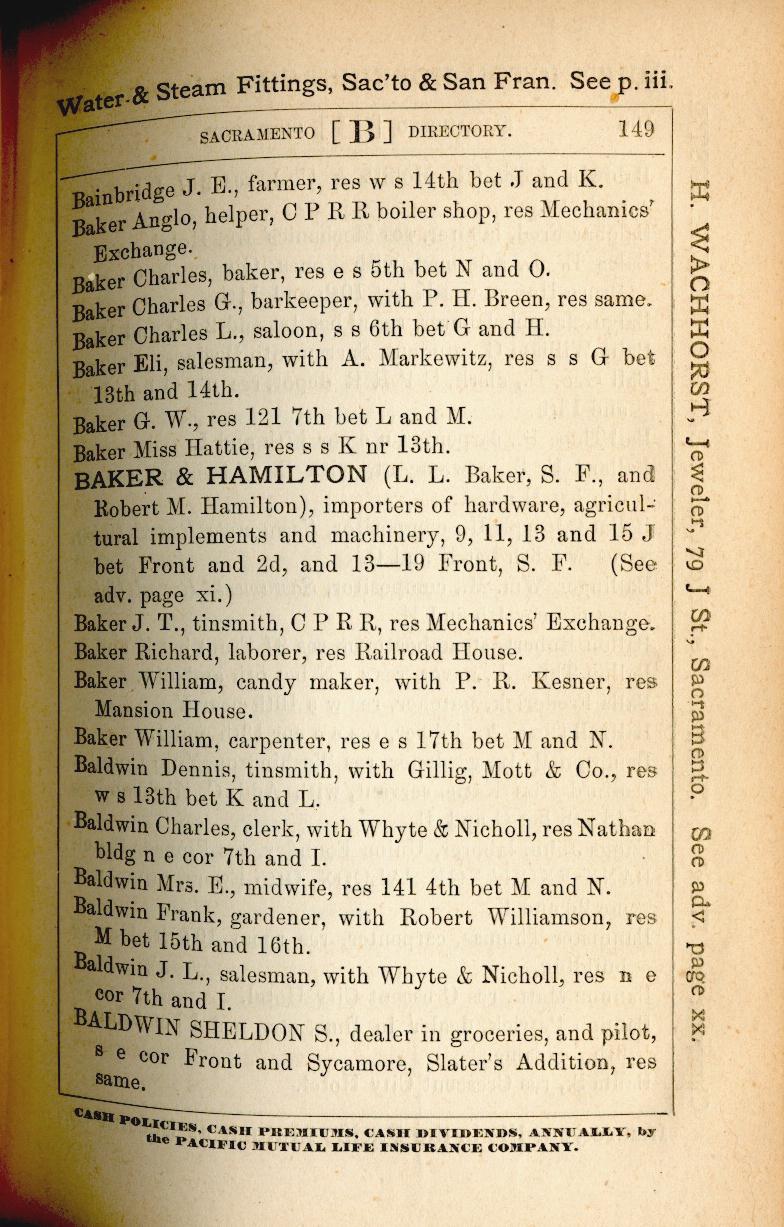 Water & Steam Fittings, Sac'to & San Fran. See p. iii.
SACRAMENTO [B] DIRECTORY. 149
Bainbridge J. E., farmer, res w s 14th bet J and K.
Baker Anglo, helper, C P R R boiler shop, res Mechanics'
Exchange.
Baker Charles, baker, res e s 5th bet N and O.
Baker Charles G., barkeeper, with P. H. Breen, res same.
Baker Charles L., saloon, s s 6th bet G and H.
Baker Eli, salesman, with A. Markewitz, res s s G bet
13th and 14th.
Baker G. W., res 121 7th bet L and M.
Baker Miss Hattie, res s s K nr 13th.
BAKER & HAMILTON (L. L. Baker, S. F., and
Robert M. Hamilton), importers of hardware, agricul-
tural implements and machinery, 9, 11, 13 and 15 J
bet Front and 2d, and 13—19 Front, S. F. (See
adv. page xi.)
Baker J. T., tinsmith, C P R R, res Mechanics' Exchange.
Baker Richard, laborer, res Railroad House.
Baker William, candy maker, with P. R. Kesner, res
Mansion House.
Baker William, carpenter, res e s 17th bet M and N.
Baldwin Dennis, tinsmith, with Gillig, Mott & Co., res
w s 13th bet K and L.
Baldwin Charles, clerk, with Whyte & Nicholl, res Nathan
bldg n e cor 7th and I.
Baldwin Mrs. E., midwife, res 141 4th bet M and N.
Baldwin Frank, gardener, with Robert Williamson, res
M bet 15th and 16th.
Baldwin J. L., salesman, with Whyte & Nicholl, res n e
cor 7th and I.
BALDWIN SHELDON S., dealer in groceries, and pilot,
s e cor Front and Sycamore, Slater's Addition, res
same.
CASH POLICIES, CASH PREMIUMS, CASH DIVIDENDS, ANNUALLY, by
the PACIFIC MUTUAL LIFE INSURANCE COMPANY.
H. WACHHORST, Jeweler, 79 J St., Sacramento. See adv. page xx.